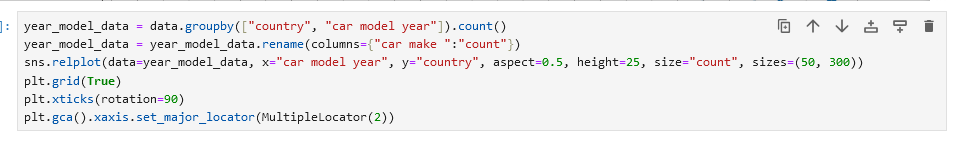 ]: year_model_data = data.groupby(["country", "car model year"]).count()
year_model_data = year_model_data.rename(columns={"car make ":"count"})
sns.relplot(data=year_model_data, x="car model year", y="country", aspect=0.5, height=25, size="count", sizes=(50, 300))
plt.grid(True)
plt.xticks(rotation=90)
plt.gca().xaxis.set_major_locator(MultipleLocator(2))